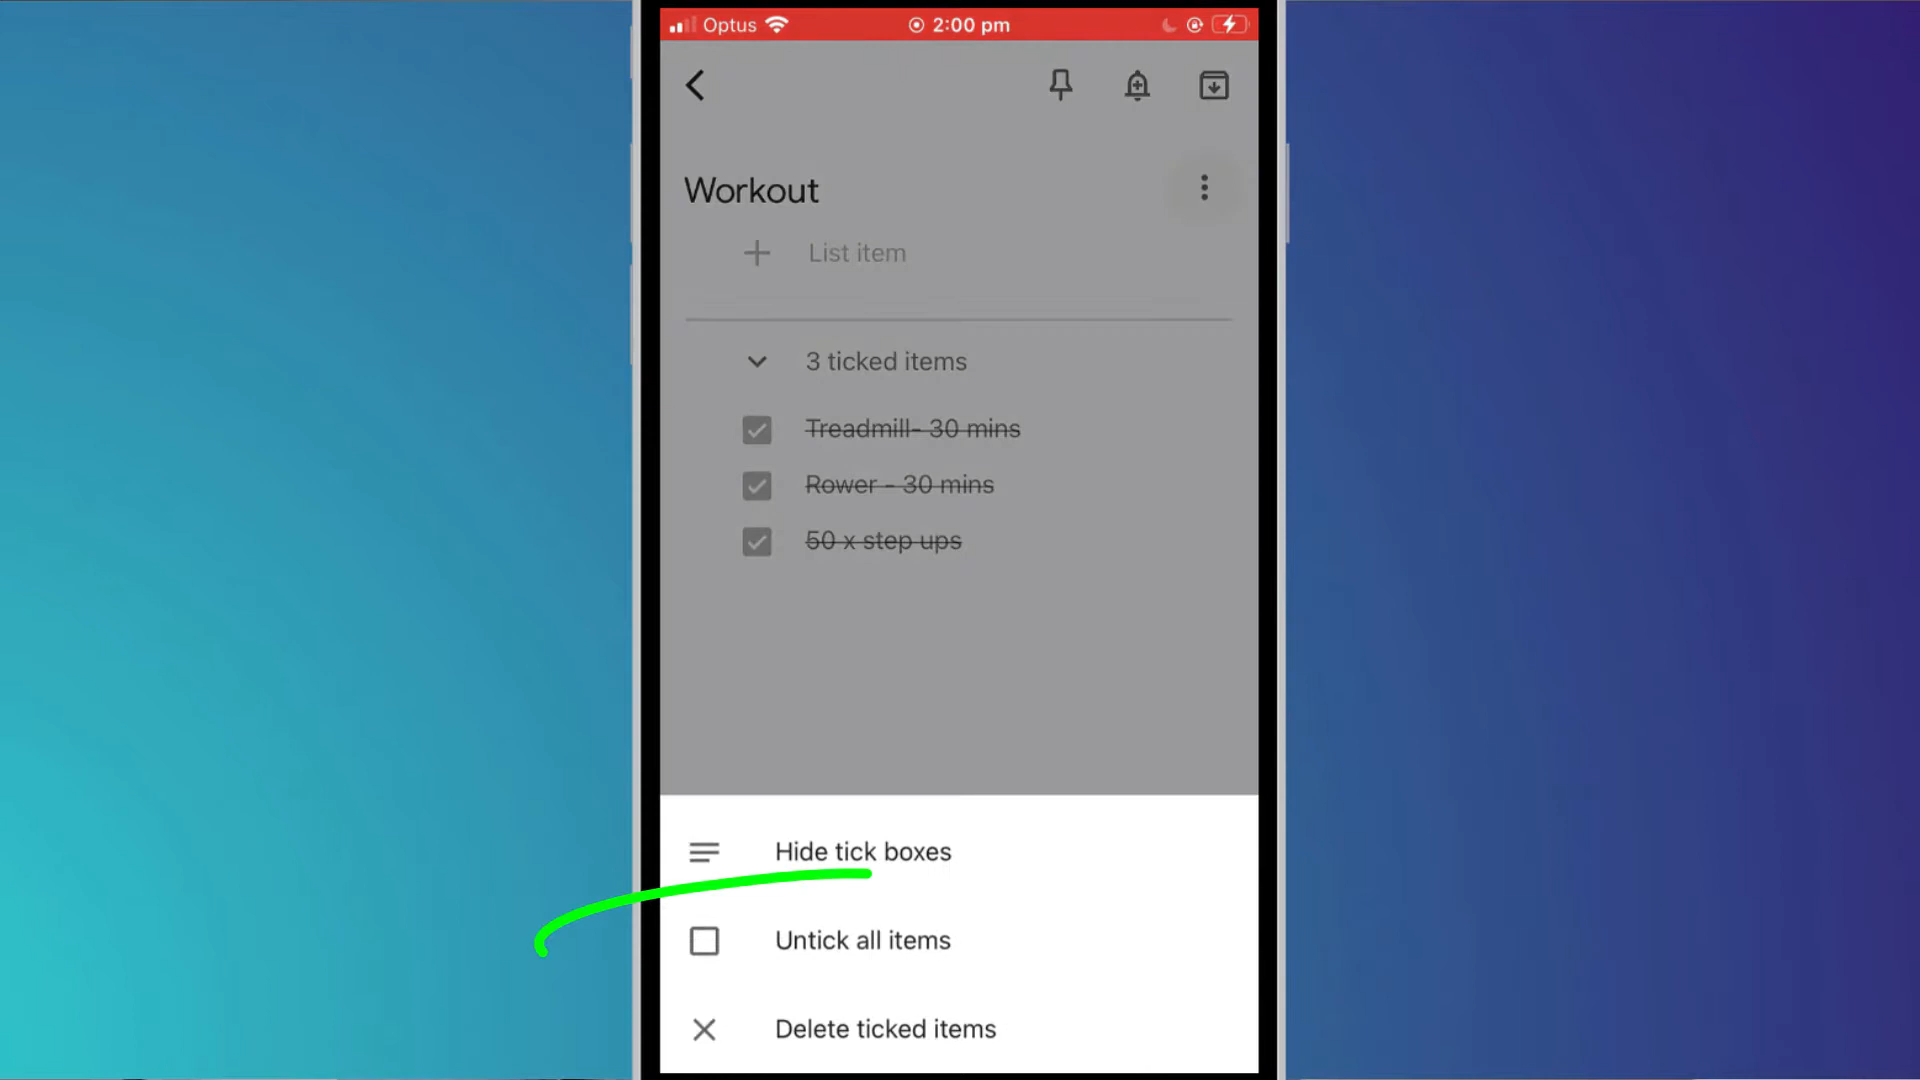 Optus
2:00 pm
Workout
List item
3 ticked items
Treadmill- 30 mins
Rower - 30 mins
50 x step ups
Hide tick boxes
Untick all items
Delete ticked items